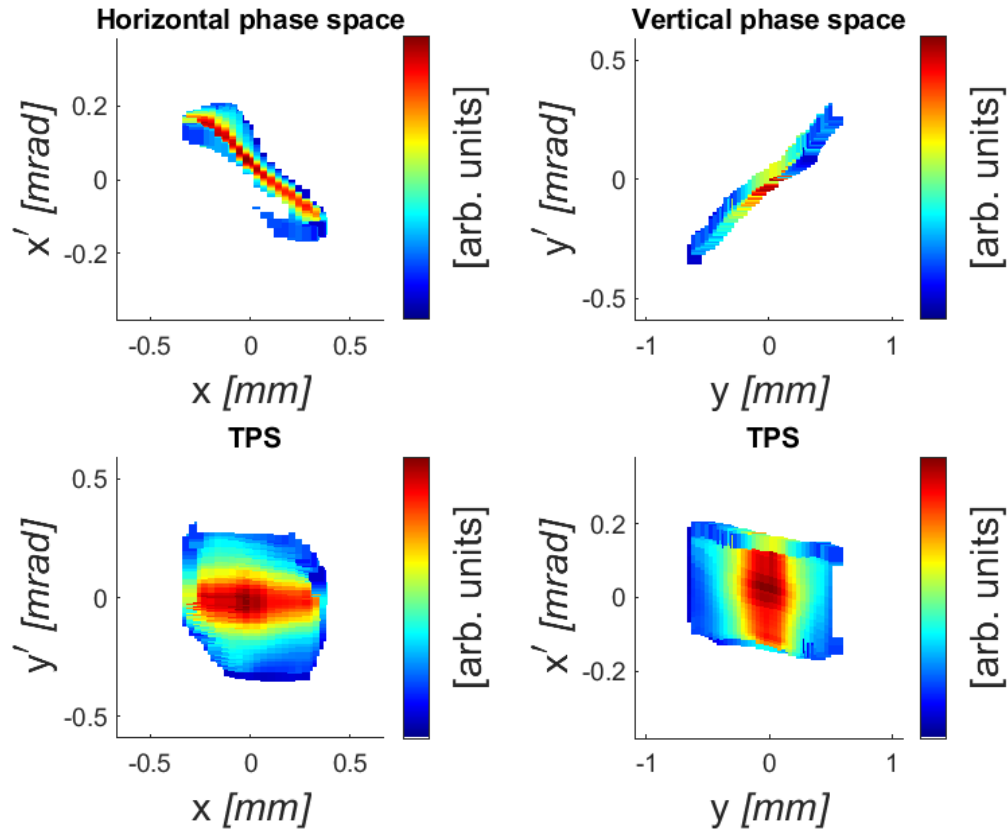 Horizontal phase space
0.2
0
-0.2
x′ [mrad]
-0.5
0
0.5
x [mm]
[arb. units]
Vertical phase space
0.5
0
-0.5
y′ [mrad]
-1
0
1
y [mm]
[arb. units]
TPS
0.5
0
-0.5
y′ [mrad]
-0.5
0
0.5
x [mm]
[arb. units]
TPS
0.2
0
-0.2
x′ [mrad]
-1
0
1
y [mm]
[arb. units]